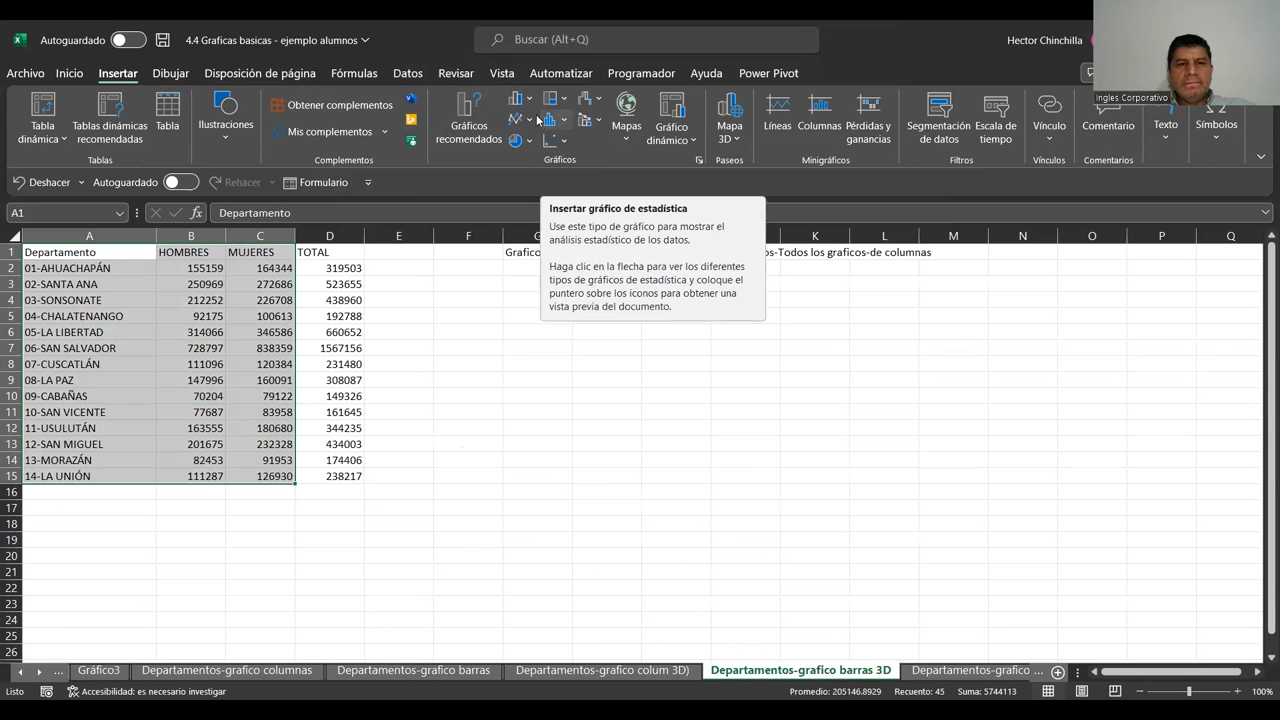 Autoguardado
4.4 Graficas basicas - ejemplo alumnos
Buscar (Alt+Q)
Hector Chinchilla
Ingles Corporativo
Archivo Inicio Insertar Dibujar Disposición de página Fórmulas Datos Revisar Vista Automatizar Programador Ayuda Power Pivot
Tabla dinámica
Tablas dinámicas recomendadas
Tabla
Ilustraciones
Obtener complementos
Mis complementos
Gráficos recomendados
Mapas
Gráfico dinámico
Mapa 3D
Líneas
Columnas
Pérdidas y ganancias
Segmentación de datos
Escala de tiempo
Vínculo
Comentario
Texto
Símbolos
Tablas Complementos Gráficos Paseos Minigráficos Filtros Vínculos Comentarios
Deshacer Autoguardado Rehacer Formulario
A1 fx Departamento
Insertar gráfico de estadística
Use este tipo de gráfico para mostrar el
análisis estadístico de los datos.
Haga clic en la flecha para ver los diferentes
tipos de gráficos de estadística y coloque el
puntero sobre los iconos para obtener una
vista previa del documento.
A B C D E F G K L M N O P Q
1 Departamento HOMBRES MUJERES TOTAL Grafico os-Todos los graficos-de columnas
2 01-AHUACHAPÁN 155159 164344 319503
3 02-SANTA ANA 250969 272686 523655
4 03-SONSONATE 212252 226708 438960
5 04-CHALATENANGO 92175 100613 192788
6 05-LA LIBERTAD 314066 346586 660652
7 06-SAN SALVADOR 728797 838359 1567156
8 07-CUSCATLÁN 111096 120384 231480
9 08-LA PAZ 147996 160091 308087
10 09-CABAÑAS 70204 79122 149326
11 10-SAN VICENTE 77687 83958 161645
12 11-USULUTÁN 163555 180680 344235
13 12-SAN MIGUEL 201675 232328 434003
14 13-MORAZÁN 82453 91953 174406
15 14-LA UNIÓN 111287 126930 238217
16
17
18
19
20
21
22
23
24
25
26
... Gráfico3 Departamentos-grafico columnas Departamentos-grafico barras Departamentos-grafico colum 3D) Departamentos-grafico barras 3D Departamentos-grafico ...
Listo Accesibilidad: es necesario investigar Promedio: 205146.8929 Recuento: 45 Suma: 5744113 100%